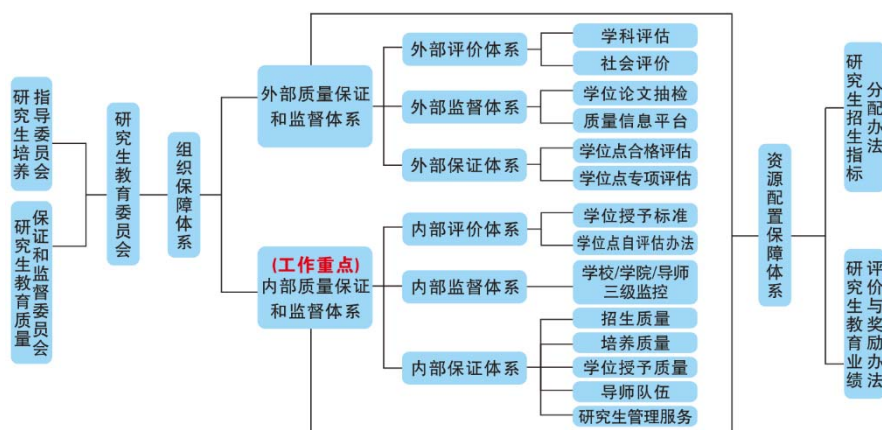 研究生培养
指导委员会
研究生教育质量
保证和监督委员会
研究生教育委员会
组织保障体系
外部质量保证
和监督体系
外部评价体系
学科评估
社会评价
外部监督体系
学位论文抽检
质量信息平台
外部保证体系
学位点合格评估
学位点专项评估
(工作重点)
内部质量保证
和监督体系
内部评价体系
学位授予标准
学位点自评估办法
内部监督体系
学校/学院/导师
三级监控
内部保证体系
招生质量
培养质量
学位授予质量
导师队伍
研究生管理服务
资源配置保障体系
研究生招生指标
分配办法
研究生教育业绩
评价与奖励办法